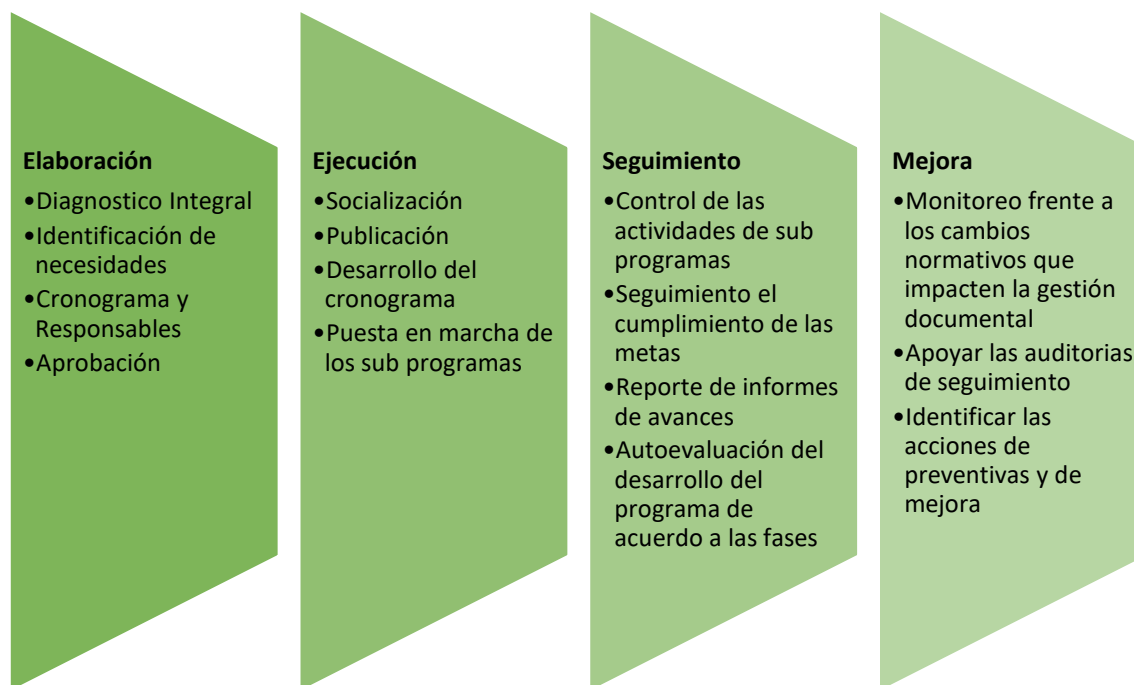 Elaboración
•Diagnostico Integral
•Identificación de
necesidades
•Cronograma y
Responsables
•Aprobación
Ejecución
•Socialización
•Publicación
•Desarrollo del
cronograma
•Puesta en marcha de
los sub programas
Seguimiento
•Control de las
actividades de sub
programas
•Seguimiento el
cumplimiento de las
metas
•Reporte de informes
de avances
•Autoevaluación del
desarrollo del
programa de
acuerdo a las fases
Mejora
•Monitoreo frente a
los cambios
normativos que
impacten la gestión
documental
•Apoyar las auditorias
de seguimiento
•Identificar las
acciones de
preventivas y de
mejora